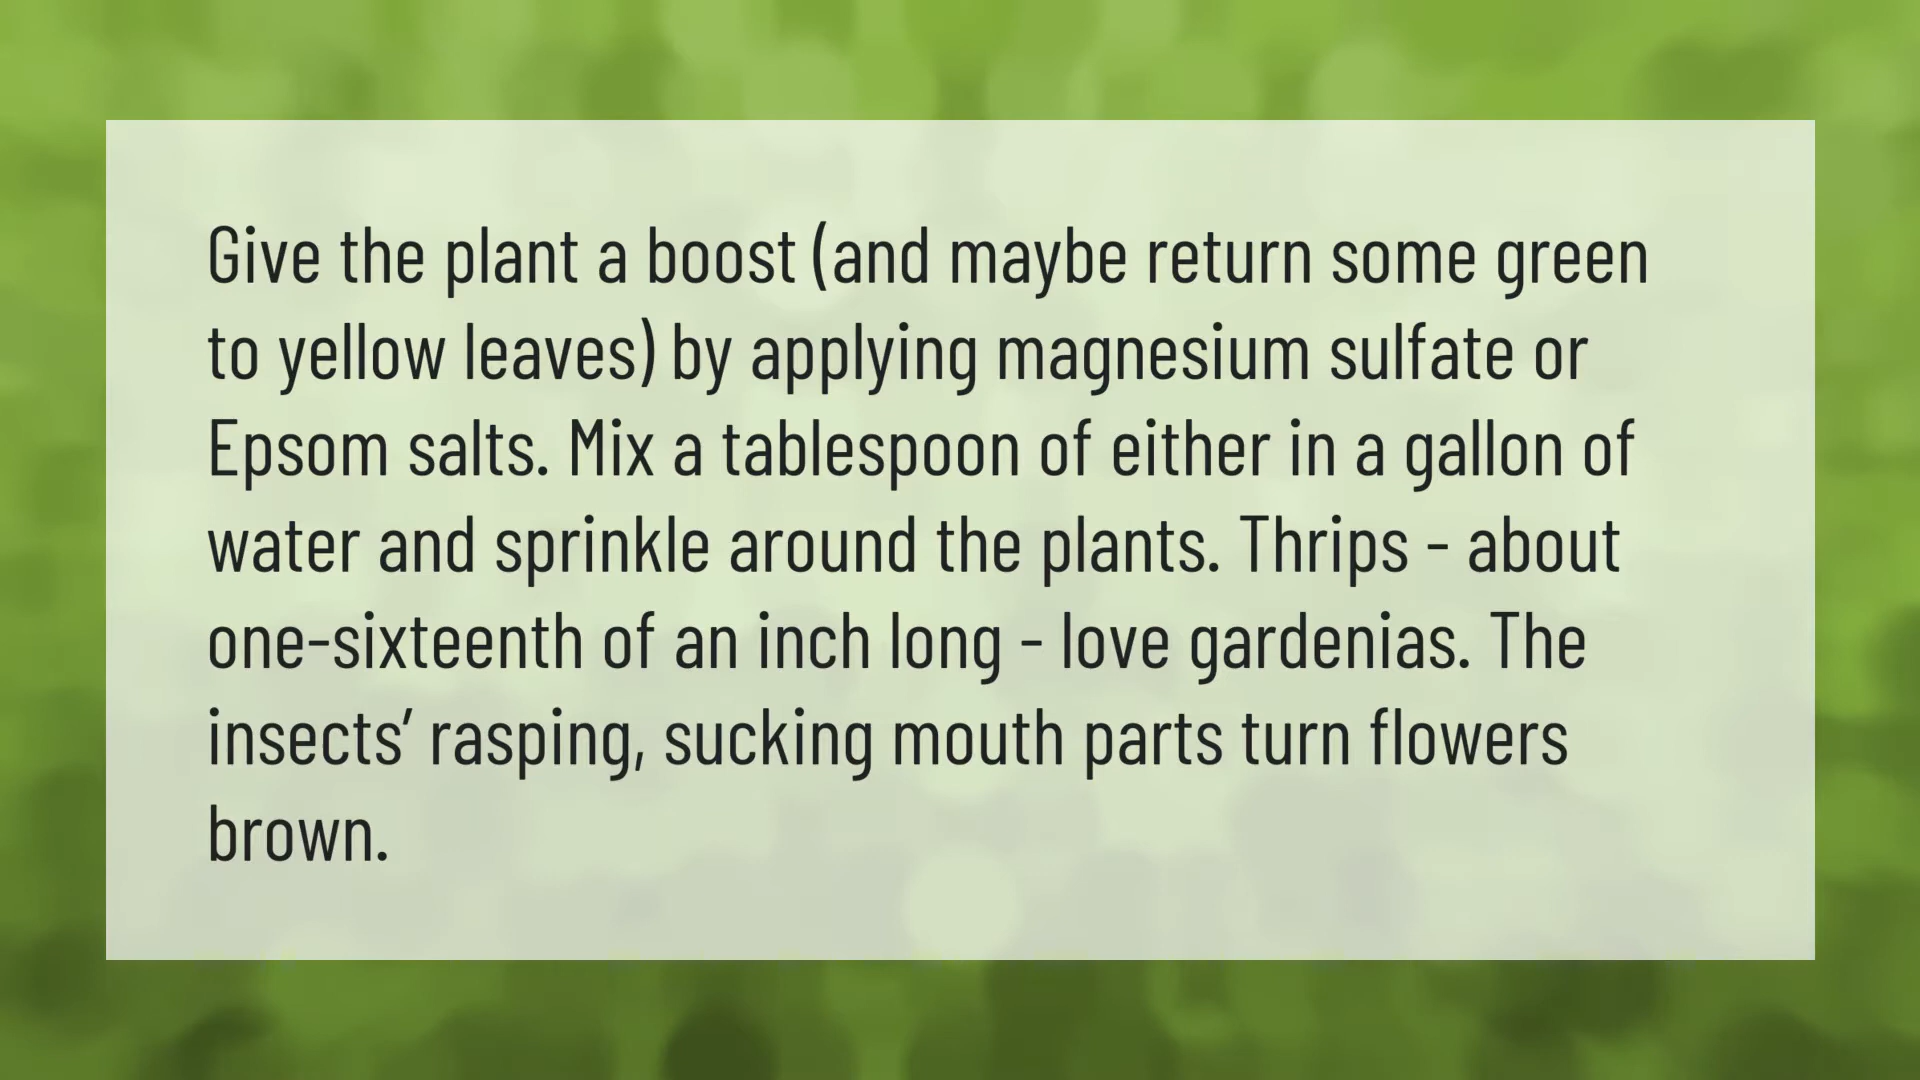 Give the plant a boost (and maybe return some green
to yellow leaves) by applying magnesium sulfate or
Epsom salts. Mix a tablespoon of either in a gallon of
water and sprinkle around the plants. Thrips - about
one-sixteenth of an inch long - love gardenias. The
insects’ rasping, sucking mouth parts turn flowers
brown.